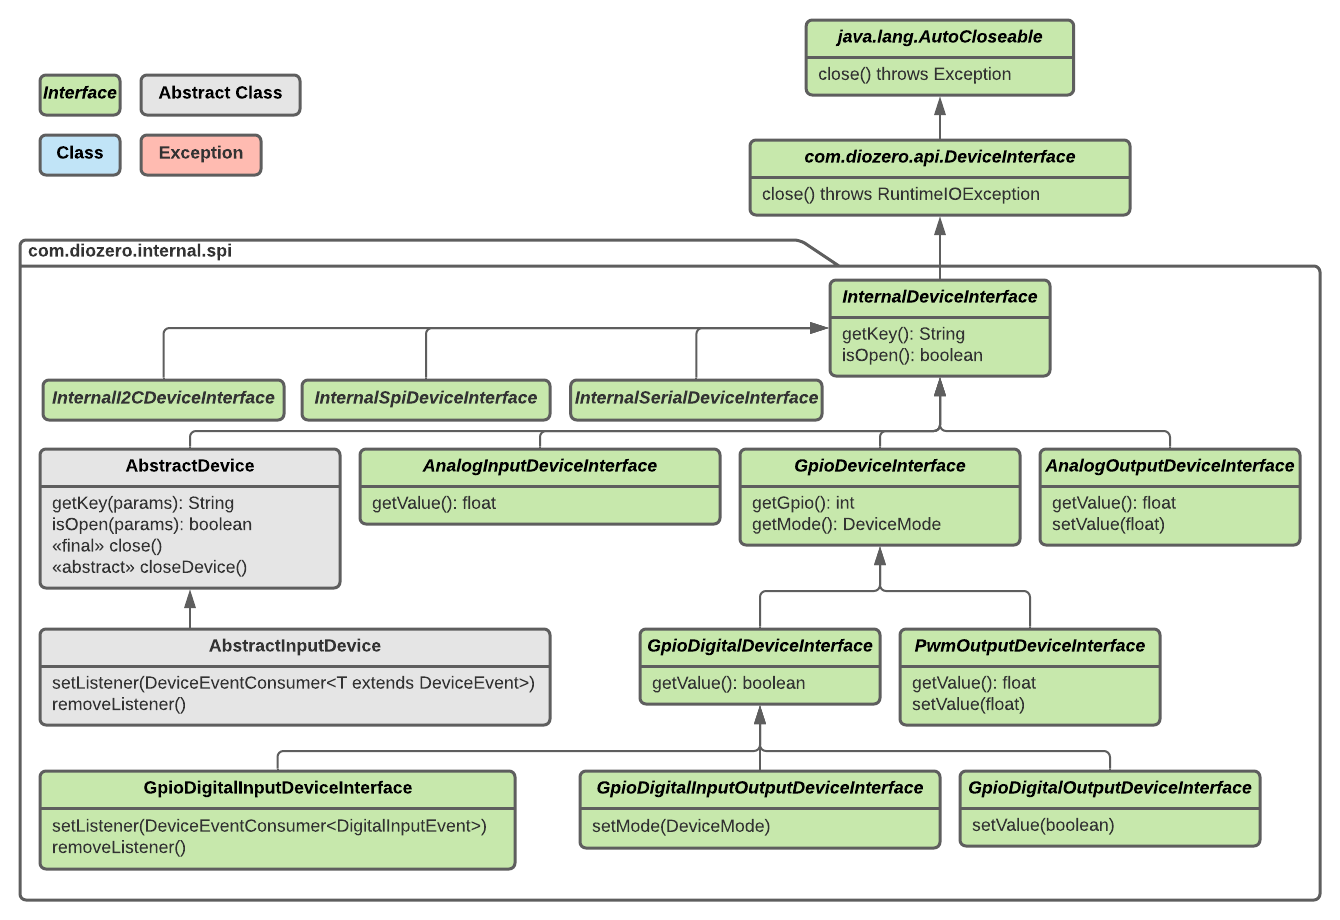 java.lang.AutoCloseable
close() throws Exception
Interface
Abstract Class
Class
Exception
com.diozero.api.DeviceInterface
close() throws RuntimeIOException
com.diozero.internal.spi
InternalDeviceInterface
getKey(): String
isOpen(): boolean
InternalI2CDeviceInterface
InternalSpiDeviceInterface
InternalSerialDeviceInterface
AbstractDevice
getKey(params): String
isOpen(params): boolean
«final» close()
«abstract» closeDevice()
AnalogInputDeviceInterface
getValue(): float
GpioDeviceInterface
getGpio(): int
getMode(): DeviceMode
AnalogOutputDeviceInterface
getValue(): float
setValue(float)
AbstractInputDevice
setListener(DeviceEventConsumer<T extends DeviceEvent>)
removeListener()
GpioDigitalDeviceInterface
getValue(): boolean
PwmOutputDeviceInterface
getValue(): float
setValue(float)
GpioDigitalInputDeviceInterface
setListener(DeviceEventConsumer<DigitalInputEvent>)
removeListener()
GpioDigitalInputOutputDeviceInterface
setMode(DeviceMode)
GpioDigitalOutputDeviceInterface
setValue(boolean)